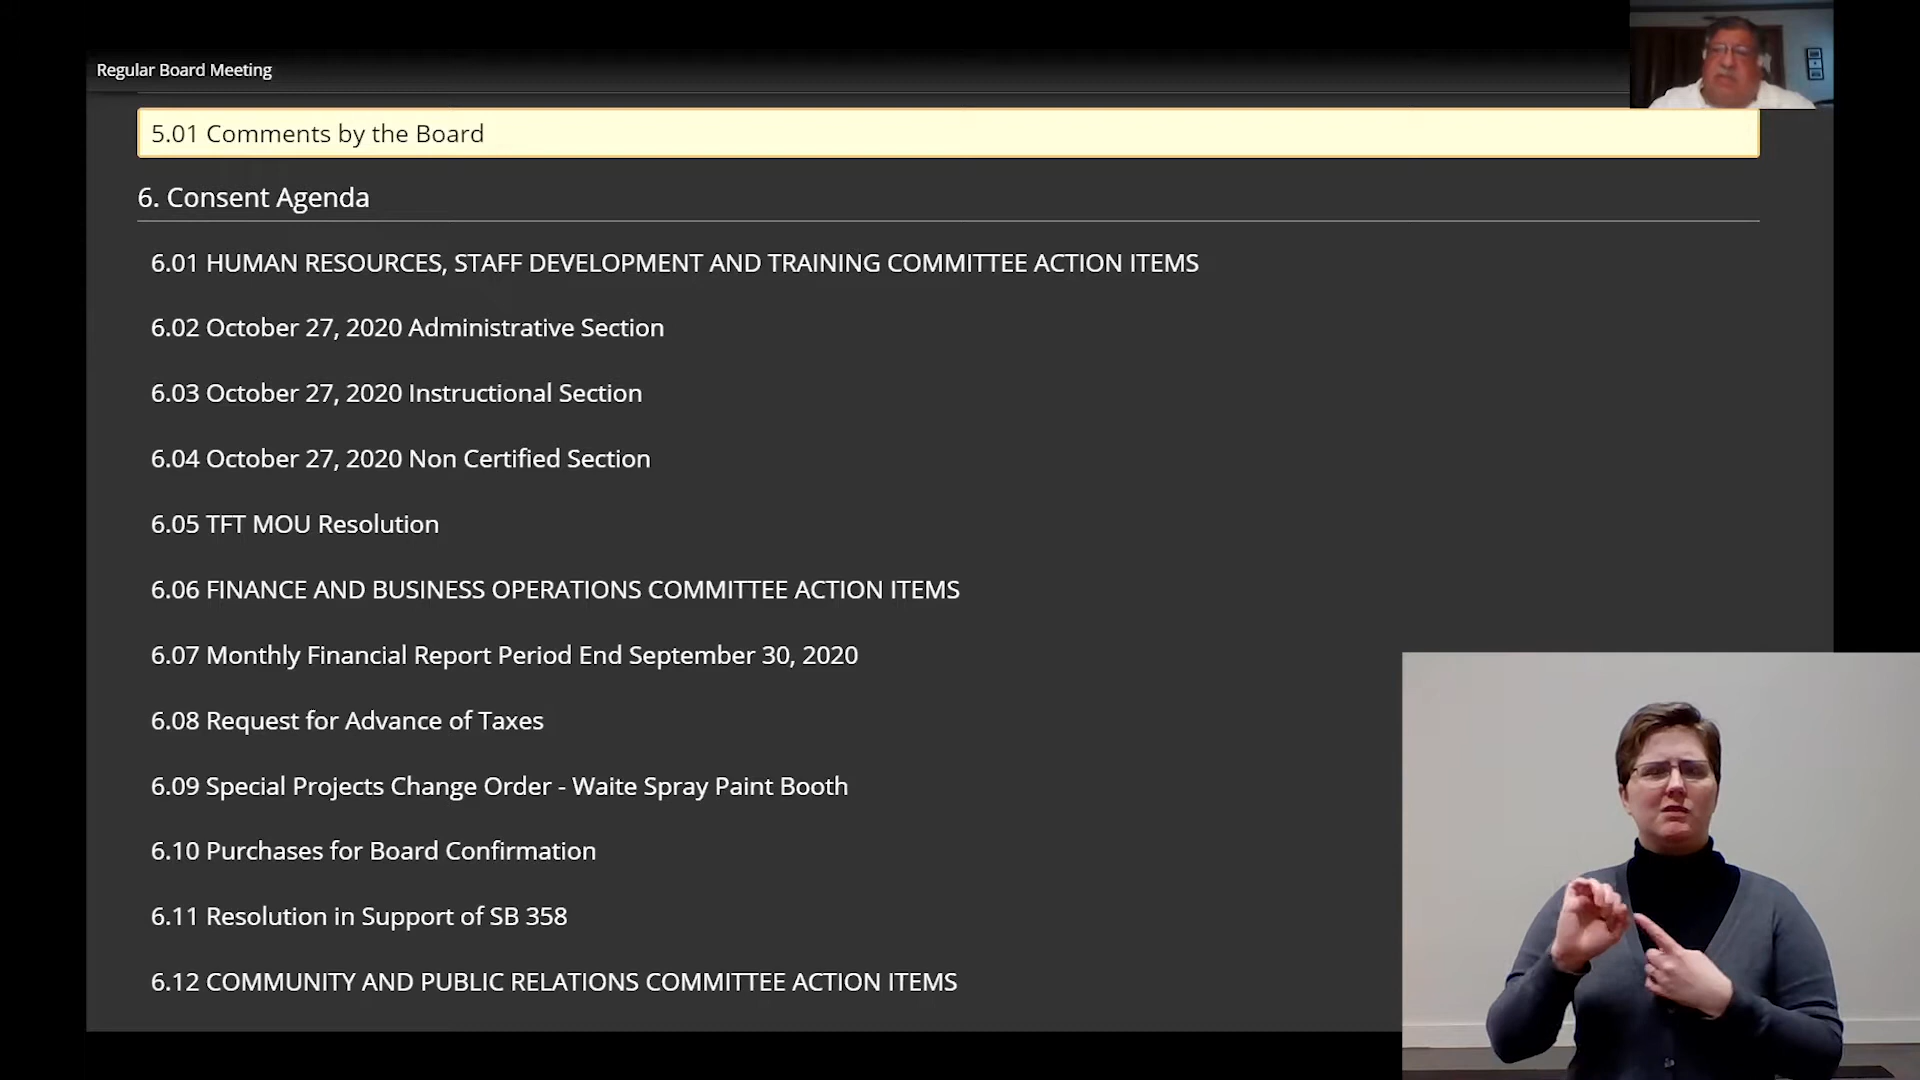 Regular Board Meeting
5.01 Comments by the Board
6. Consent Agenda
6.01 HUMAN RESOURCES, STAFF DEVELOPMENT AND TRAINING COMMITTEE ACTION ITEMS
6.02 October 27, 2020 Administrative Section
6.03 October 27, 2020 Instructional Section
6.04 October 27, 2020 Non Certified Section
6.05 TFT MOU Resolution
6.06 FINANCE AND BUSINESS OPERATIONS COMMITTEE ACTION ITEMS
6.07 Monthly Financial Report Period End September 30, 2020
6.08 Request for Advance of Taxes
6.09 Special Projects Change Order - Waite Spray Paint Booth
6.10 Purchases for Board Confirmation
6.11 Resolution in Support of SB 358
6.12 COMMUNITY AND PUBLIC RELATIONS COMMITTEE ACTION ITEMS